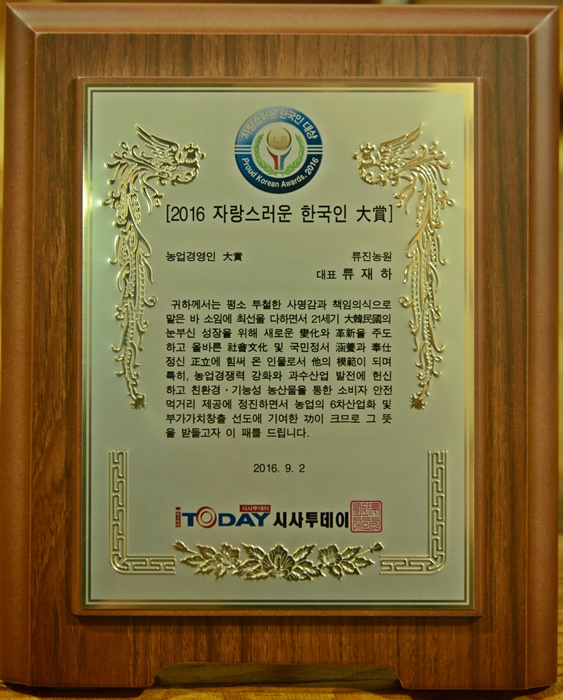 자랑스러운 한국인 대상
Proud Korean Awards, 2016
[2016 자랑스러운 한국인 大賞]
농업경영인 大賞 류진농원
대표 류 재 하
귀하께서는 평소 투철한 사명감과 책임의식으로
맡은 바 소임에 최선을 다하면서 21세기 大韓民國의
눈부신 성장을 위해 새로운 變化와 革新을 주도
하고 올바른 社會文化 및 국민정서 涵養과 奉仕
정신 正立에 힘써 온 인물로서 他의 模範이 되며
특히, 농업경쟁력 강화와 과수산업 발전에 헌신
하고 친환경·기능성 농산물을 통한 소비자 안전
먹거리 제공에 정진하면서 농업의 6차산업화 및
부가가치창출 선도에 기여한 功이 크므로 그 뜻
을 받들고자 이 패를 드립니다.
2016. 9. 2
시사투데이
TODAY 시사투데이